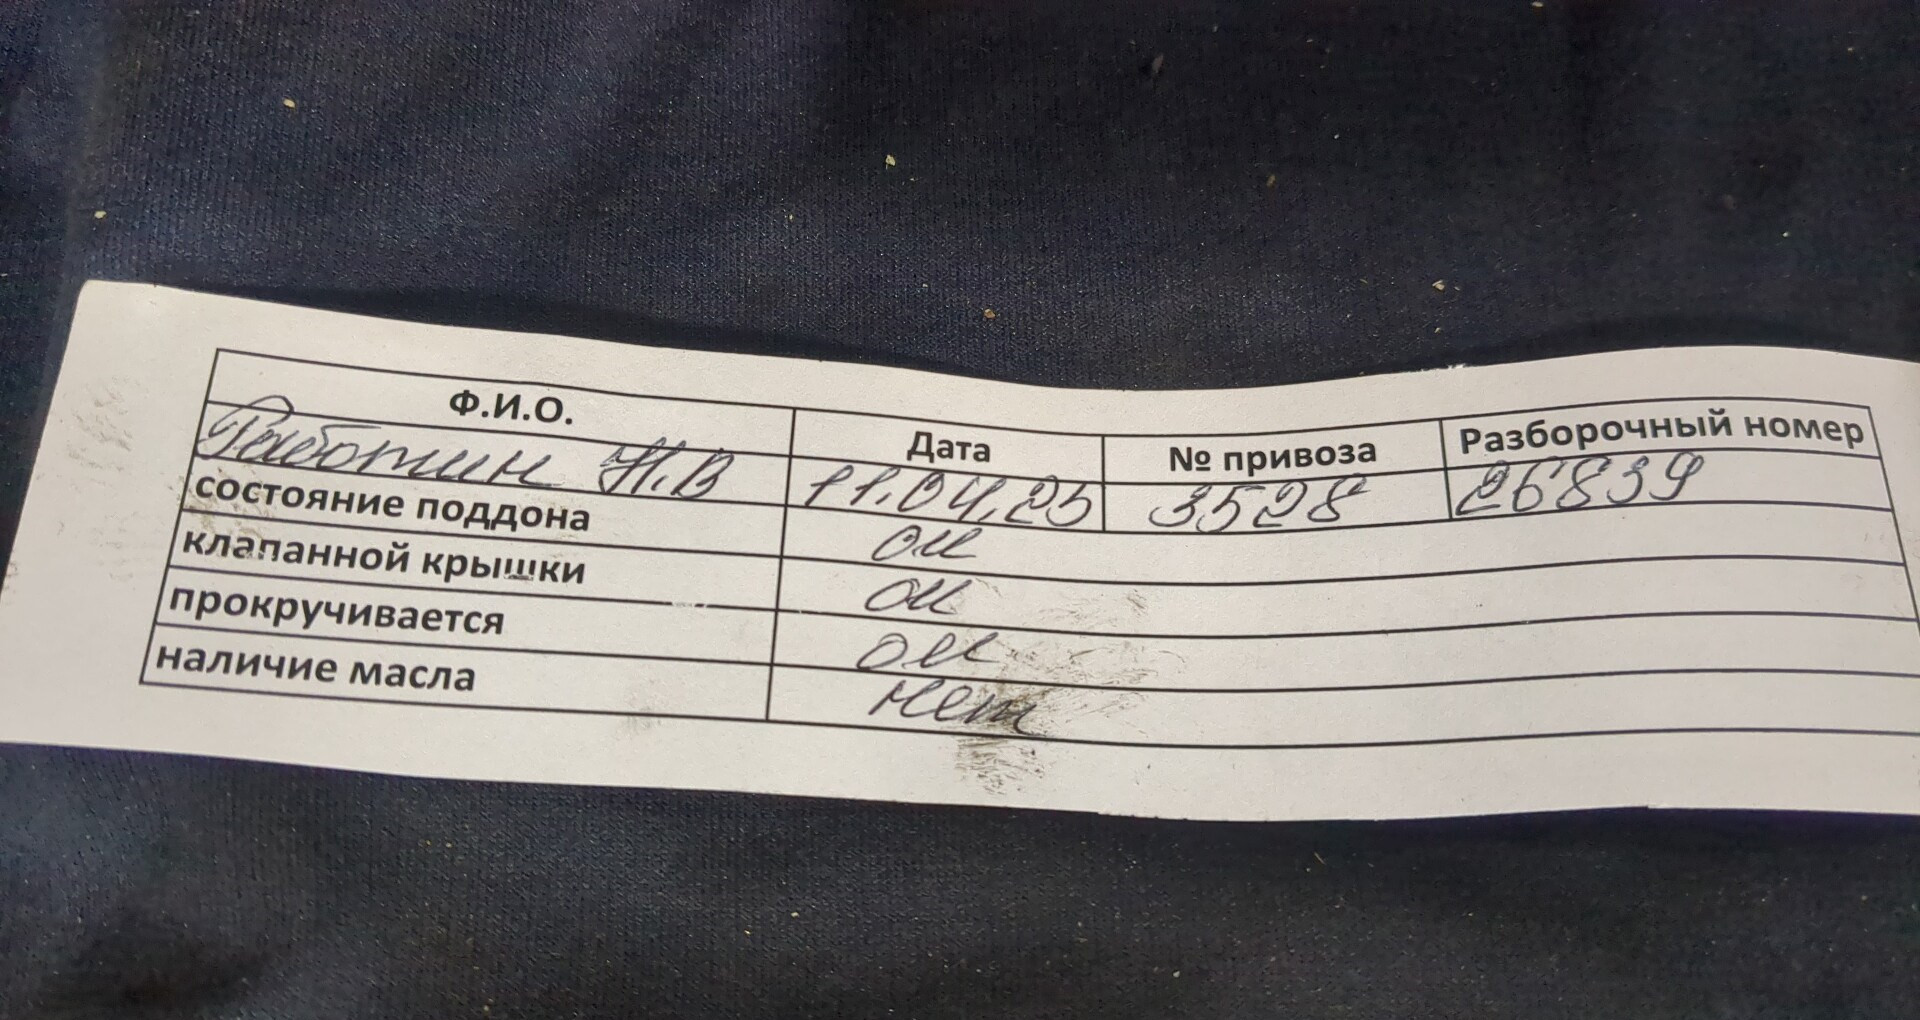 Ф.И.О. Дата № привоза Разборочный номер
Работин Н.В 11.04.25 3528 26839
состояние поддона ок
клапанной крышки ок
прокручивается ок
наличие масла нет